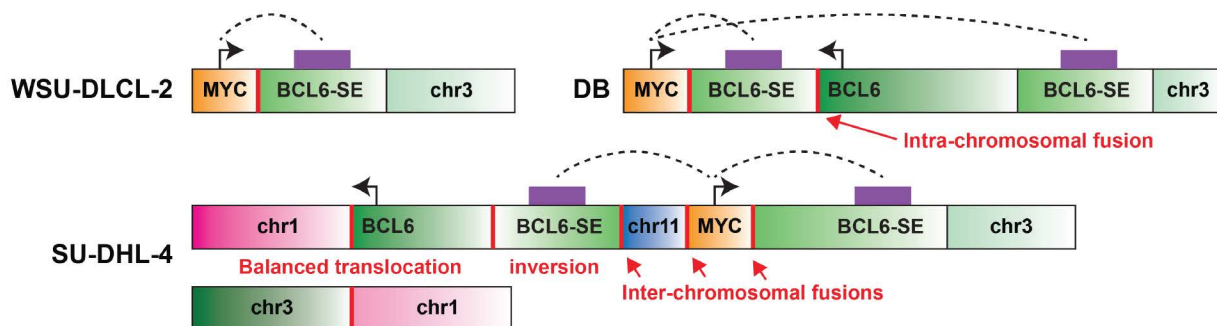 WSU-DLCL-2
MYC
BCL6-SE
chr3
DB
MYC
BCL6-SE
BCL6
BCL6-SE
chr3
Intra-chromosomal fusion
SU-DHL-4
chr1
BCL6
BCL6-SE
chr11
MYC
BCL6-SE
chr3
Balanced translocation
inversion
Inter-chromosomal fusions
chr3
chr1